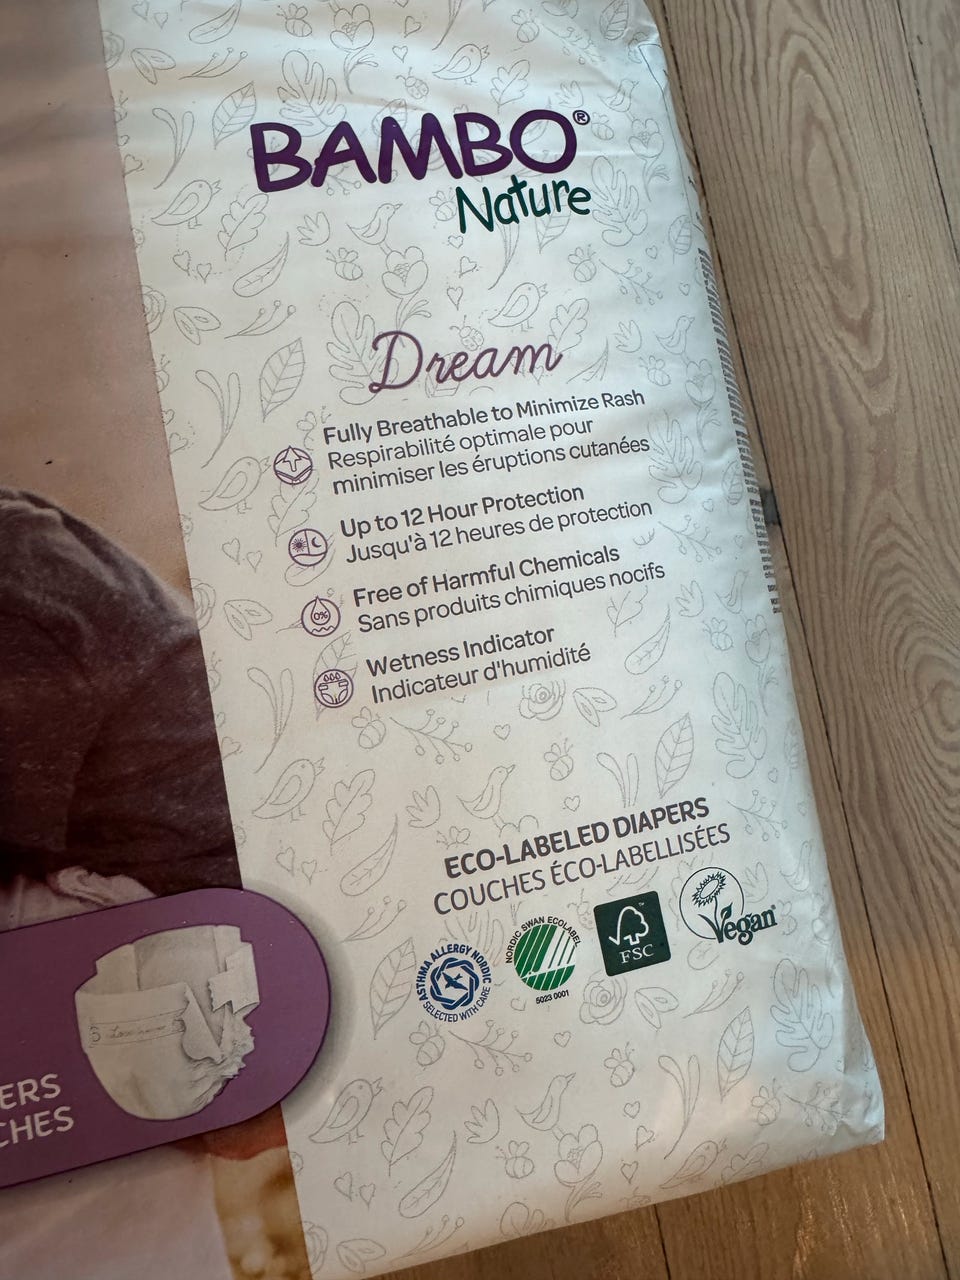 BAMBO®
Nature
Dream
Fully Breathable to Minimize Rash
Respirabilité optimale pour
minimiser les éruptions cutanées
Up to 12 Hour Protection
Jusqu'à 12 heures de protection
0%
Free of Harmful Chemicals
Sans produits chimiques nocifs
Wetness Indicator
Indicateur d'humidité
ECO-LABELED DIAPERS
COUCHES ÉCO-LABELLISÉES
ASTHMA ALLERGY NORDIC
SELECTED WITH CARE
NORDIC SWAN ECOLABEL
5023 0001
FSC
™
Vegan®
ERS
CHES